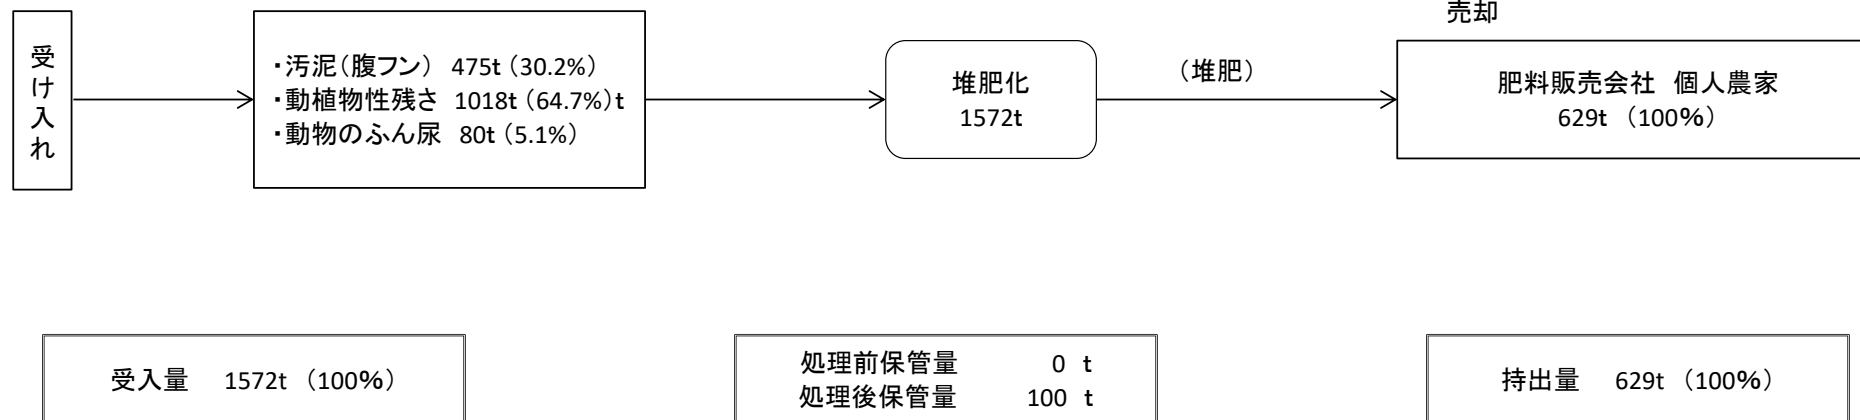 受け入れ
・汚泥（腹フン） 475t（30.2%）
・動植物性残さ 1018t（64.7%）t
・動物のふん尿 80t（5.1%）
堆肥化
1572t
（堆肥）
売却
肥料販売会社 個人農家
629t （100%）
受入量 1572t （100%）
処理前保管量 0 t
処理後保管量 100 t
持出量 629t （100%）